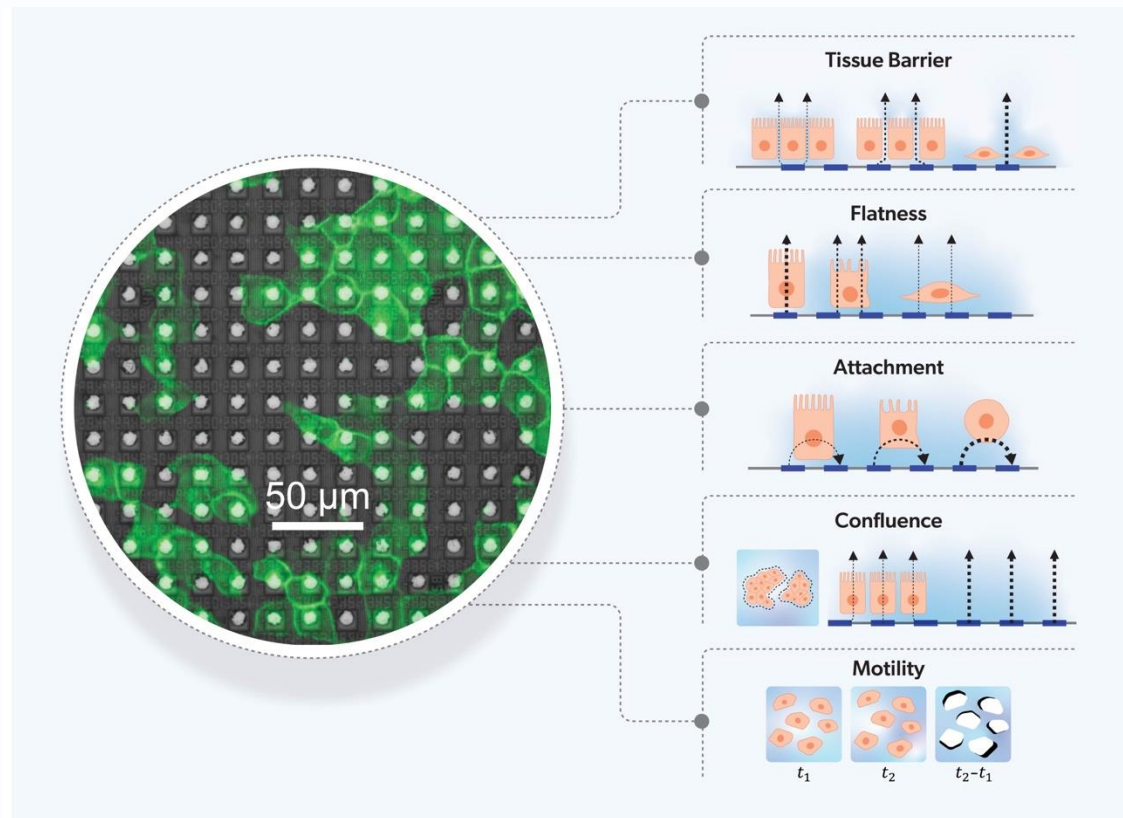 Tissue Barrier
Flatness
Attachment
50 µm
Confluence
Motility
t₁
t₂
t₂-t₁